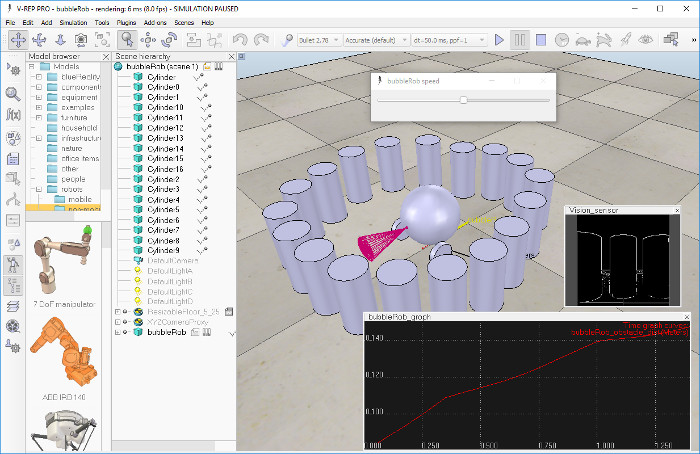 V-REP PRO - bubbleRob - rendering: 6 ms (8.0 fps) - SIMULATION PAUSED
File Edit Add Simulation Tools Plugins Add-ons Scenes Help
Bullet 2.78 Accurate (default) dt=50.0 ms, ppf=1
Model browser
Models
components
equipment
examples
furniture
household
infrastructure
nature
office items
other
people
robots
mobile
7 DoF manipulator
ABB IRB 140
Scene hierarchy
bubbleRob (scene 1)
Cylinder
Cylinder0
Cylinder1
Cylinder10
Cylinder11
Cylinder12
Cylinder13
Cylinder14
Cylinder15
Cylinder16
Cylinder2
Cylinder3
Cylinder4
Cylinder5
Cylinder6
Cylinder7
Cylinder8
Cylinder9
DefaultCamera
DefaultLightA
DefaultLightB
DefaultLightC
DefaultLightD
ResizableFloor_5_25
XYZCameraProxy
bubbleRob
bubbleRob speed
Vision_sensor
bubbleRob_graph
Time graph curves
0.140
0.120
0.100
0.000 0.250 0.500 0.750 1.000 1.250